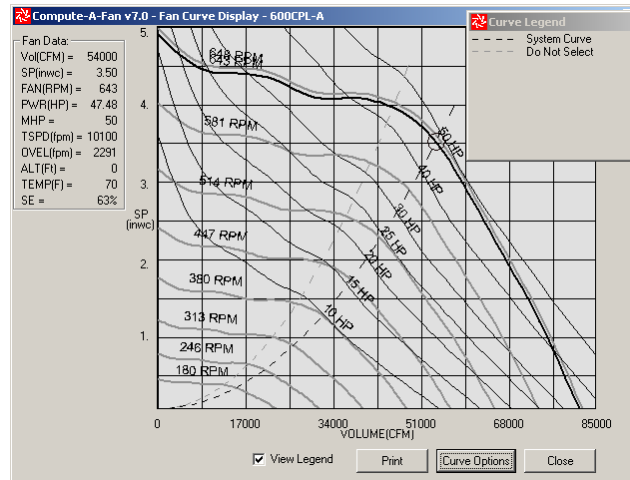 Compute-A-Fan v7.0 - Fan Curve Display - 600CPL-A
Curve Legend
System Curve
Do Not Select
Fan Data:
Vol(CFM) = 54000
SP(inwc) = 3.50
FAN(RPM) = 643
PWR(HP) = 47.48
MHP = 50
TSPD(fpm) = 10100
OVEL(fpm) = 2291
ALT(Ft) = 0
TEMP(F) = 70
SE = 63%
5.
4.
3.
SP
(inwc)
2.
1.
648 RPM
643 RPM
581 RPM
514 RPM
447 RPM
380 RPM
313 RPM
246 RPM
180 RPM
50 HP
40 HP
30 HP
25 HP
20 HP
15 HP
10 HP
0 17000 34000 51000 68000 85000
VOLUME(CFM)
View Legend
Print
Curve Options
Close